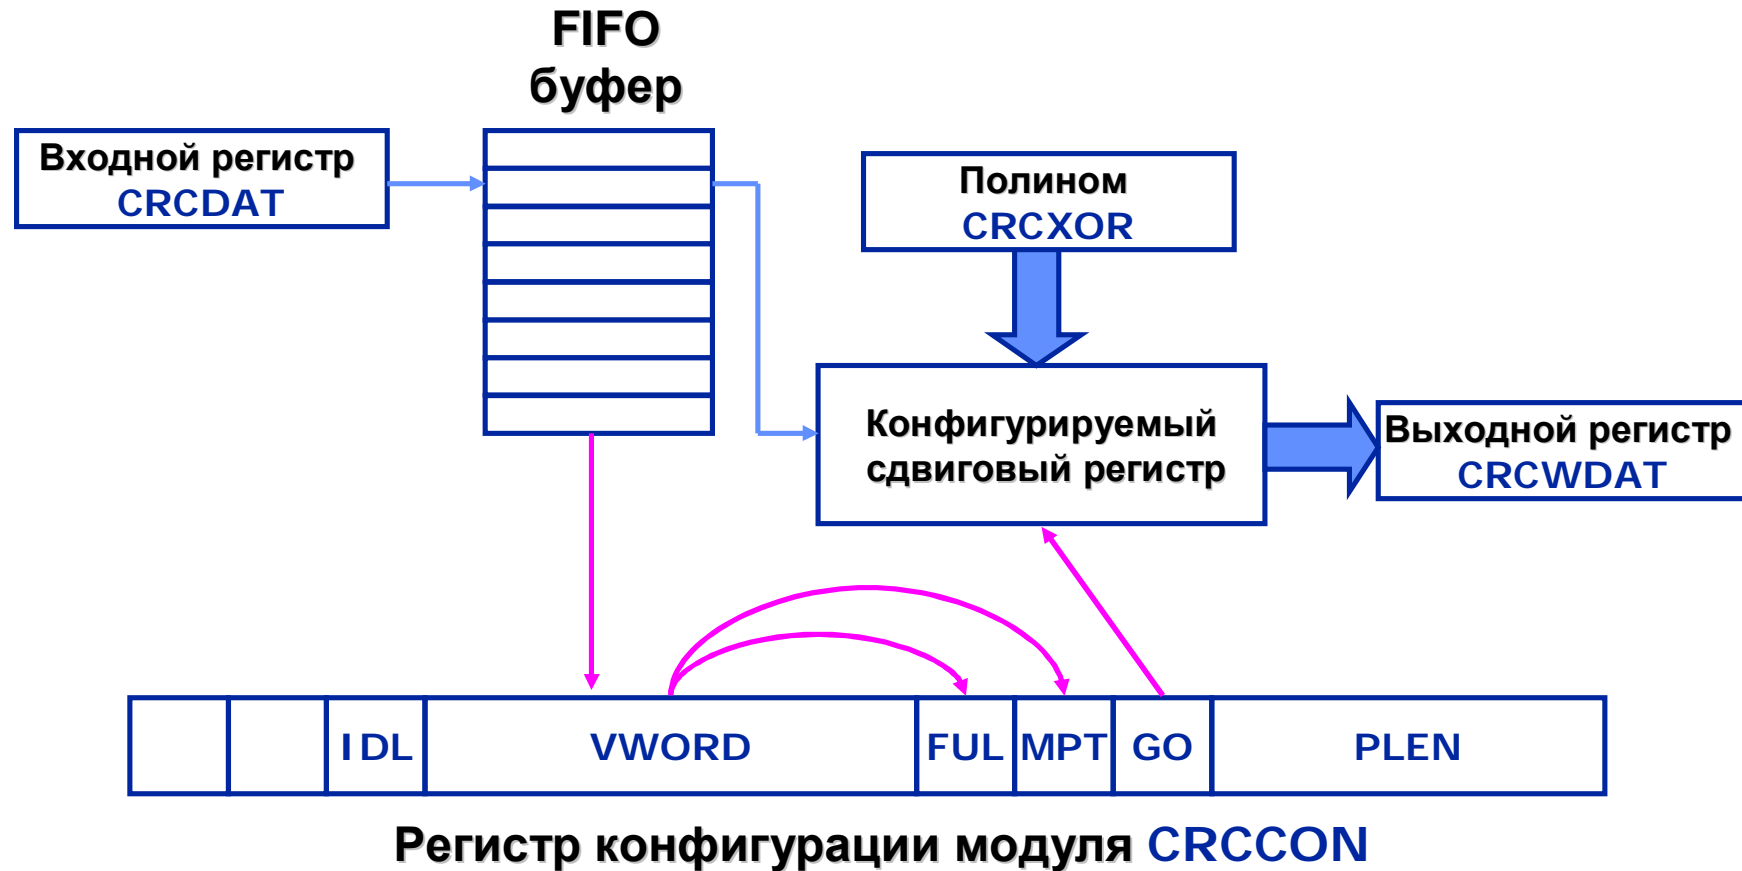 FIFO
буфер
Входной регистр
CRCDAT
Полином
CRCXOR
Конфигурируемый
сдвиговый регистр
Выходной регистр
CRCWDAT
IDL VWORD FUL MPT GO PLEN
Регистр конфигурации модуля CRCCON